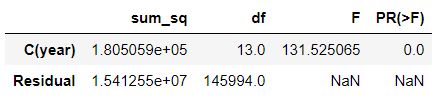 sum_sq df F PR(>F)
C(year) 1.805059e+05 13.0 131.525065 0.0
Residual 1.541255e+07 145994.0 NaN NaN